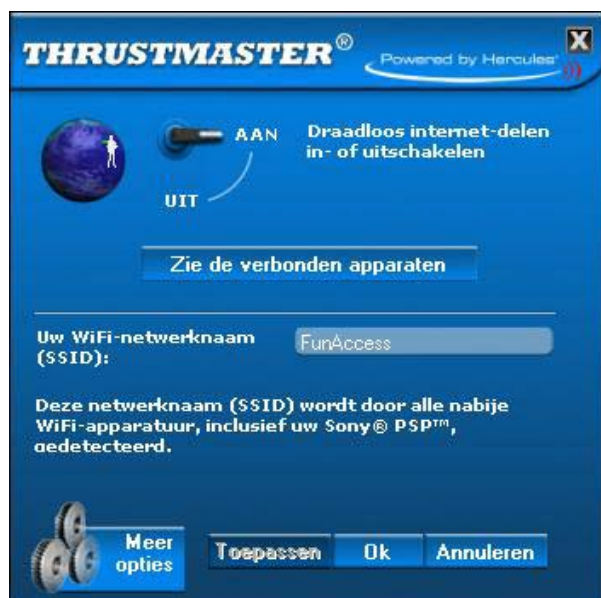 THRUSTMASTER®
Powered by Hercules
AAN
UIT
Draadloos internet-delen
in- of uitschakelen
Zie de verbonden apparaten
Uw WiFi-netwerknaam
(SSID):
FunAccess
Deze netwerknaam (SSID) wordt door alle nabije
WiFi-apparatuur, inclusief uw Sony® PSP™,
gedetecteerd.
Meer
opties
Toepassen
Ok
Annuleren